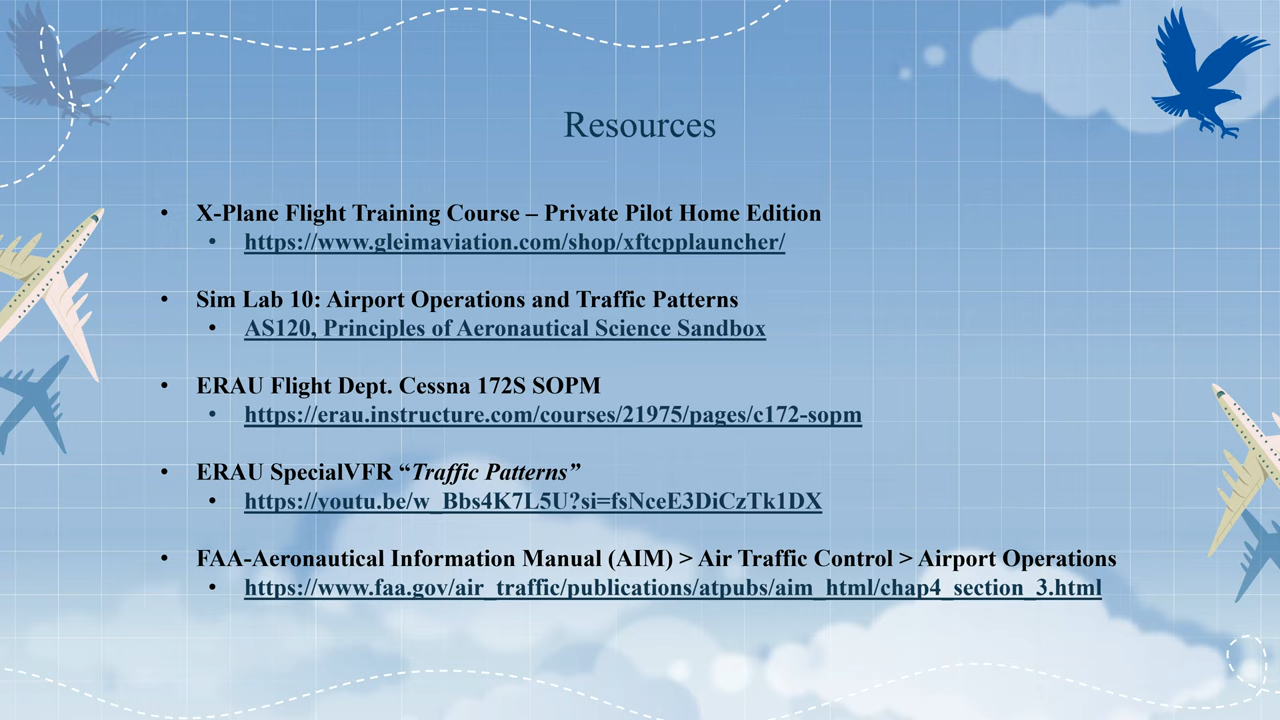 Resources
• X-Plane Flight Training Course – Private Pilot Home Edition
• https://www.gleimaviation.com/shop/xftcpplauncher/
• Sim Lab 10: Airport Operations and Traffic Patterns
• AS120, Principles of Aeronautical Science Sandbox
• ERAU Flight Dept. Cessna 172S SOPM
• https://erau.instructure.com/courses/21975/pages/c172-sopm
• ERAU SpecialVFR “Traffic Patterns”
• https://youtu.be/w_Bbs4K7L5U?si=fsNceE3DiCzTk1DX
• FAA-Aeronautical Information Manual (AIM) > Air Traffic Control > Airport Operations
• https://www.faa.gov/air_traffic/publications/atpubs/aim_html/chap4_section_3.html